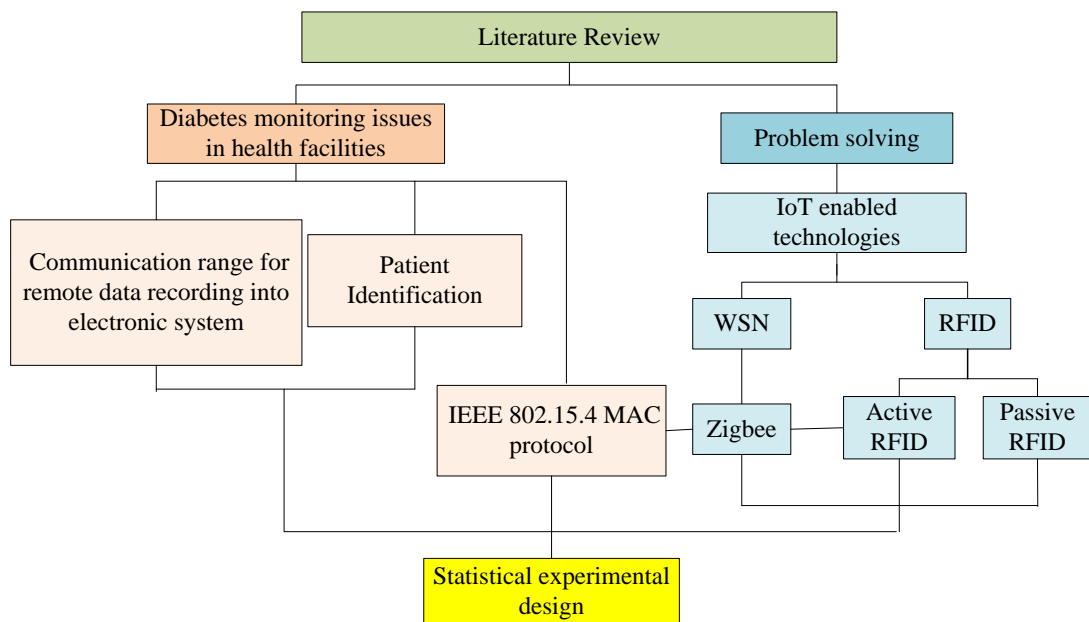 Literature Review
Diabetes monitoring issues
in health facilities
Problem solving
IoT enabled
technologies
Communication range for
remote data recording into
electronic system
Patient
Identification
WSN
RFID
IEEE 802.15.4 MAC
protocol
Zigbee
Active
RFID
Passive
RFID
Statistical experimental
design